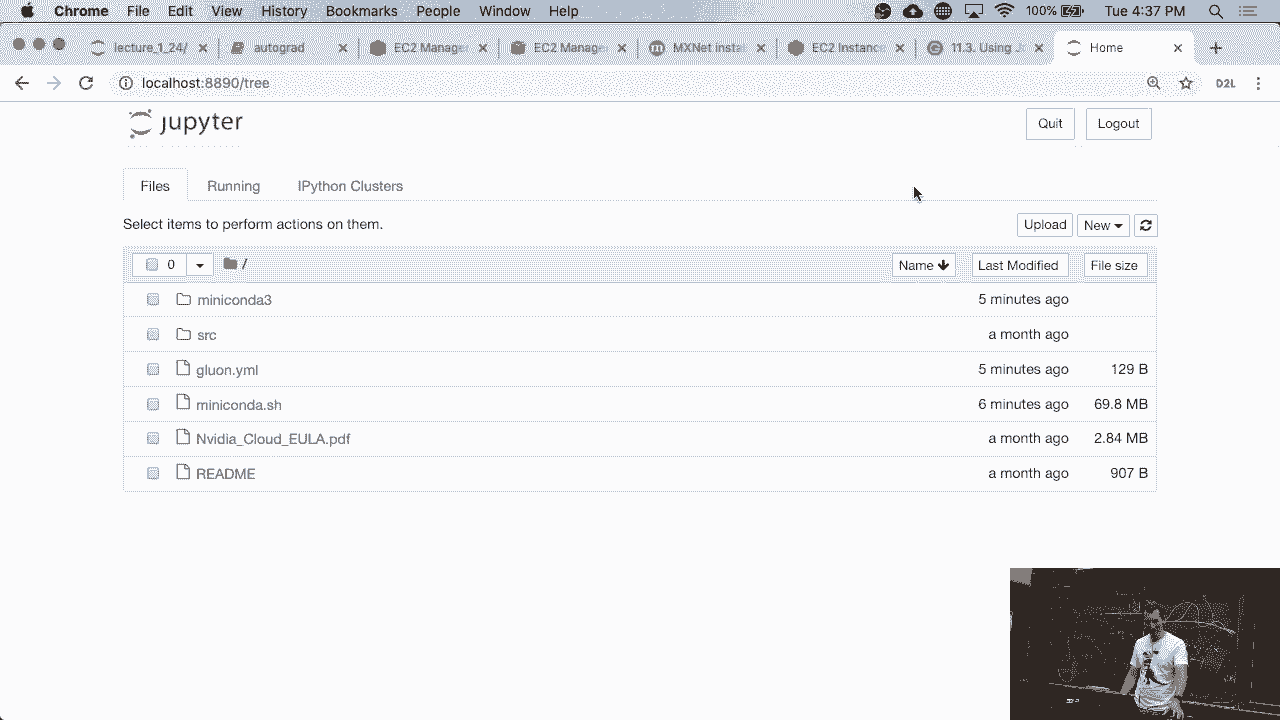 Chrome File Edit View History Bookmarks People Window Help 100% Tue 4:37 PM
lecture_1_24/ autograd EC2 Manage EC2 Manage MXNet insta EC2 Instanc 11.3. Using J Home
localhost:8890/tree D2L
jupyter Quit Logout
Files Running IPython Clusters
Select items to perform actions on them. Upload New
0 / Name Last Modified File size
miniconda3 5 minutes ago
src a month ago
gluon.yml 5 minutes ago 129 B
miniconda.sh 6 minutes ago 69.8 MB
Nvidia_Cloud_EULA.pdf a month ago 2.84 MB
README a month ago 907 B